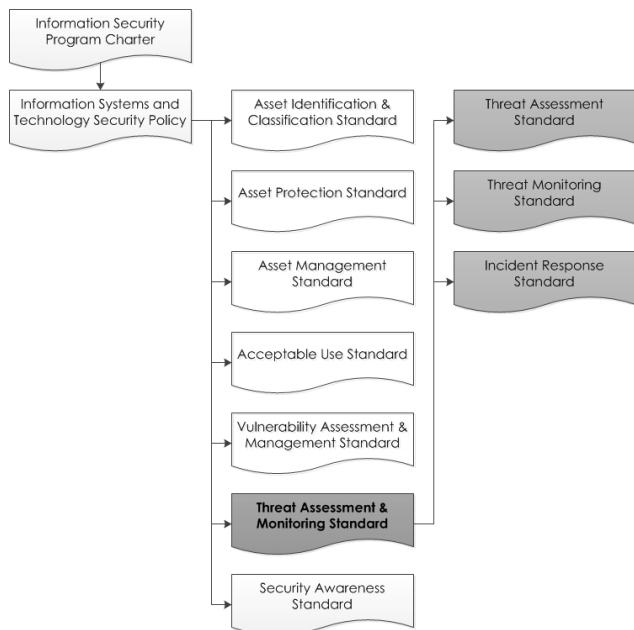 Information Security
Program Charter
Information Systems and
Technology Security Policy
Asset Identification &
Classification Standard
Asset Protection Standard
Asset Management
Standard
Acceptable Use Standard
Vulnerability Assessment &
Management Standard
Threat Assessment &
Monitoring Standard
Security Awareness
Standard
Threat Assessment
Standard
Threat Monitoring
Standard
Incident Response
Standard